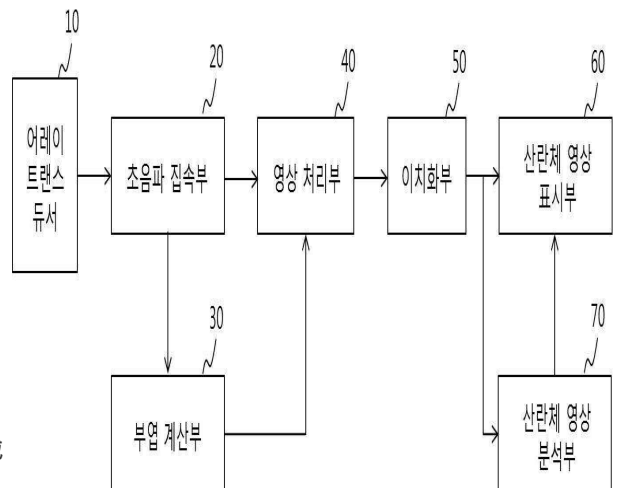 10
20
40
50
60
어레이
트랜스
듀서
초음파 집속부
영상 처리부
이치화부
산란체 영상
표시부
30
70
부엽 계산부
산란체 영상
분석부